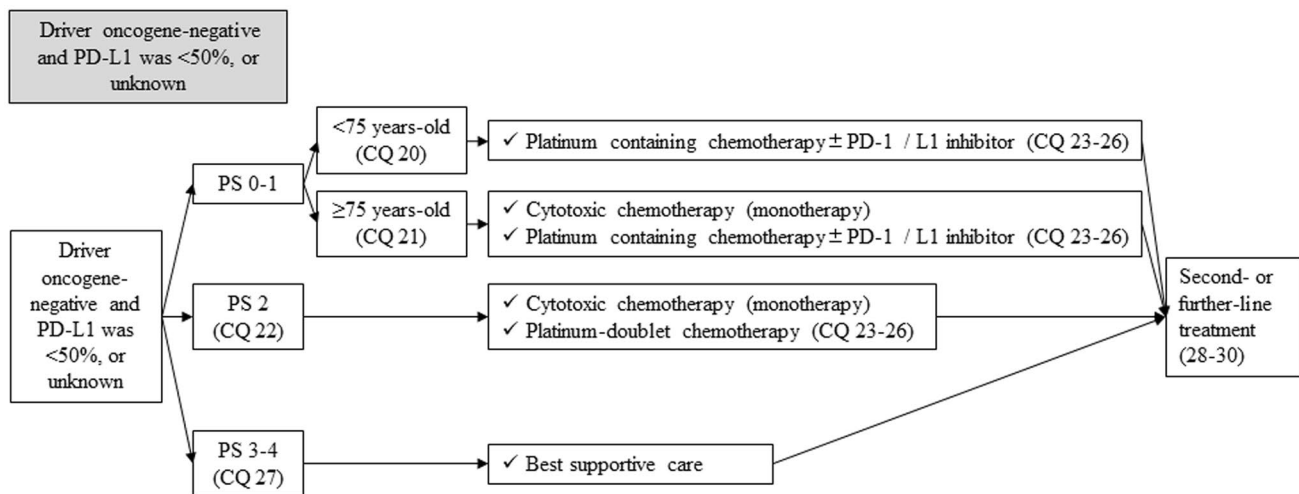 Driver oncogene-negative
and PD-L1 was <50%, or
unknown
Driver
oncogene-
negative and
PD-L1 was
<50%, or
unknown
PS 0-1
<75 years-old
(CQ 20)
✓ Platinum containing chemotherapy ± PD-1 / L1 inhibitor (CQ 23-26)
≥75 years-old
(CQ 21)
✓ Cytotoxic chemotherapy (monotherapy)
✓ Platinum containing chemotherapy ± PD-1 / L1 inhibitor (CQ 23-26)
PS 2
(CQ 22)
✓ Cytotoxic chemotherapy (monotherapy)
✓ Platinum-doublet chemotherapy (CQ 23-26)
PS 3-4
(CQ 27)
✓ Best supportive care
Second- or
further-line
treatment
(28-30)